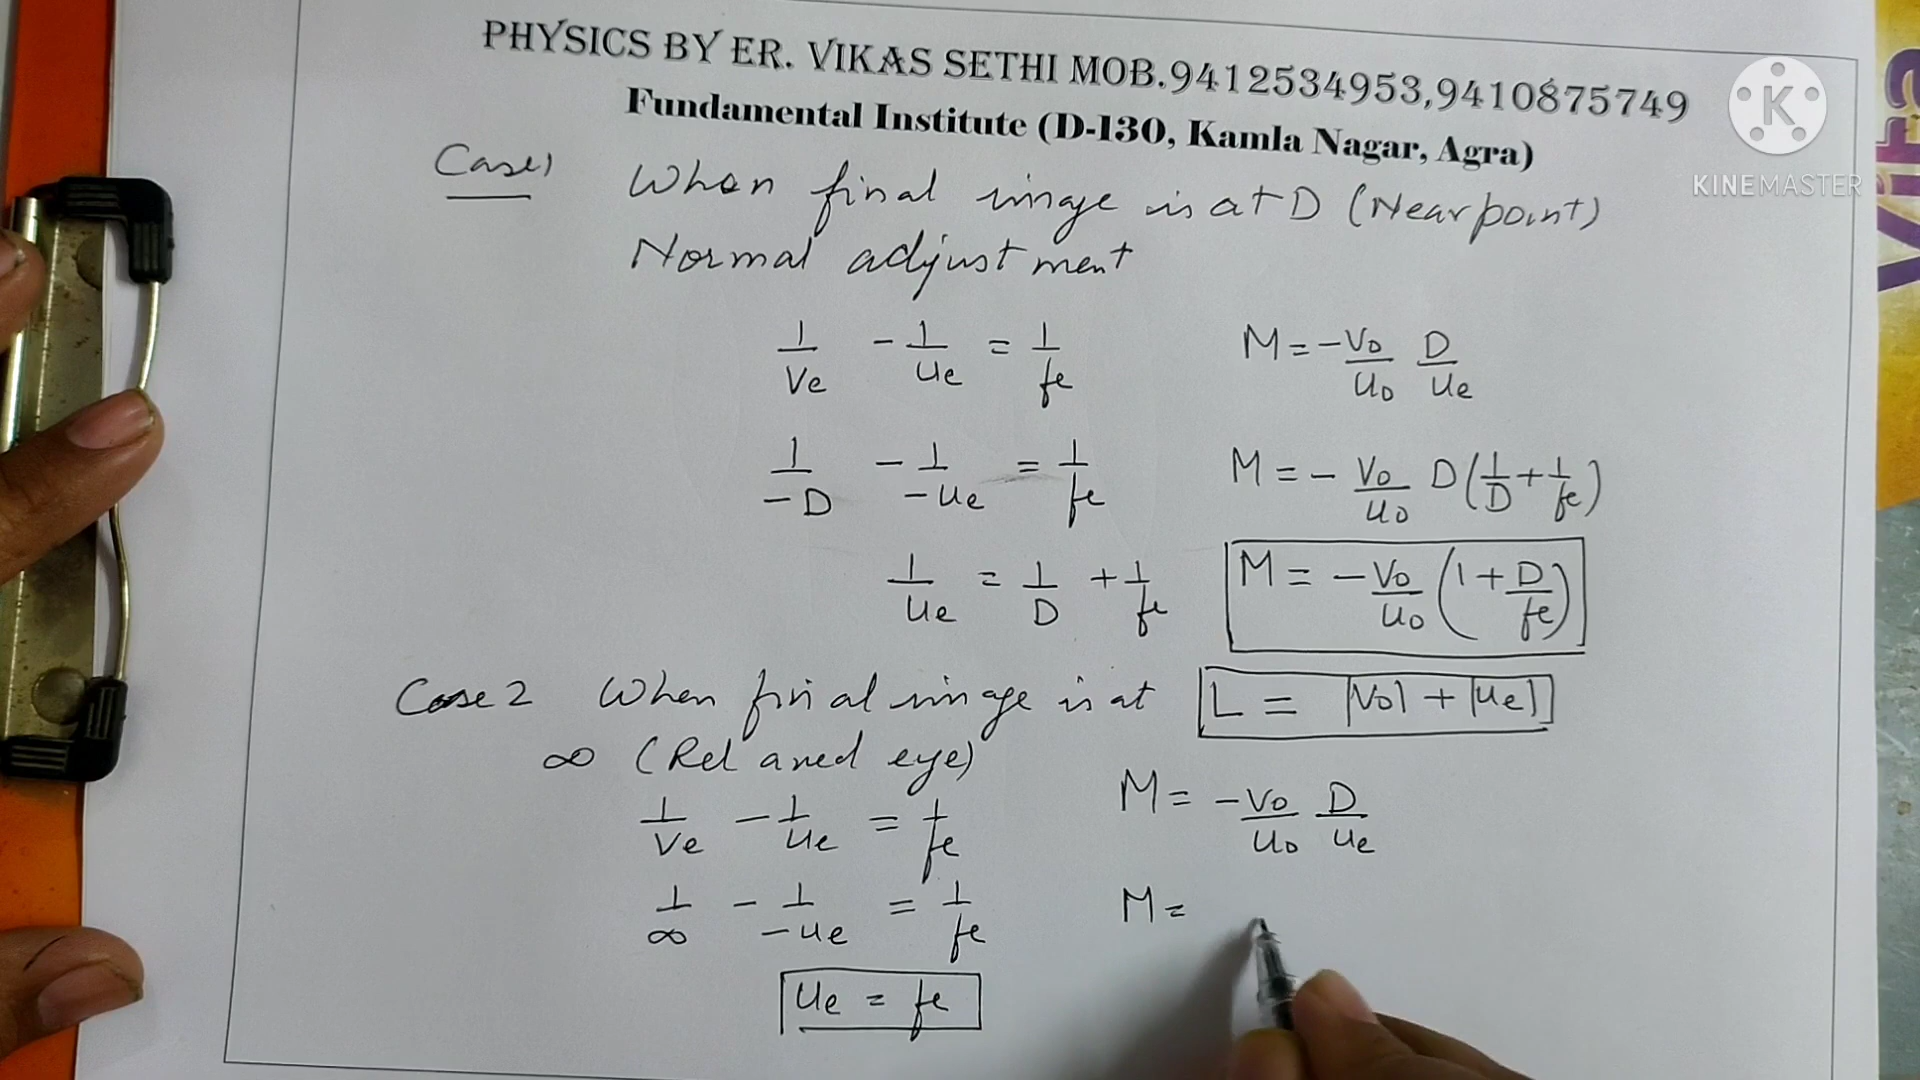 PHYSICS BY ER. VIKAS SETHI MOB.9412534953,9410875749
Fundamental Institute (D-130, Kamla Nagar, Agra)
KINEMASTER
Vita
Case 1 When final image is at D (Near point)
Normal adjustment
1/Ve - 1/ue = 1/fe
M = -Vo/uo D/ue
1/-D - 1/-ue = 1/fe
M = - Vo/uo D(1/D + 1/fe)
1/ue = 1/D + 1/fe
M = - Vo/uo (1 + D/fe)
Case 2 When final image is at
∞ (Relaxed eye)
L = |Vo| + |ue|
1/Ve - 1/ue = 1/fe
M = -Vo/uo D/ue
1/∞ - 1/-ue = 1/fe
M =
ue = fe